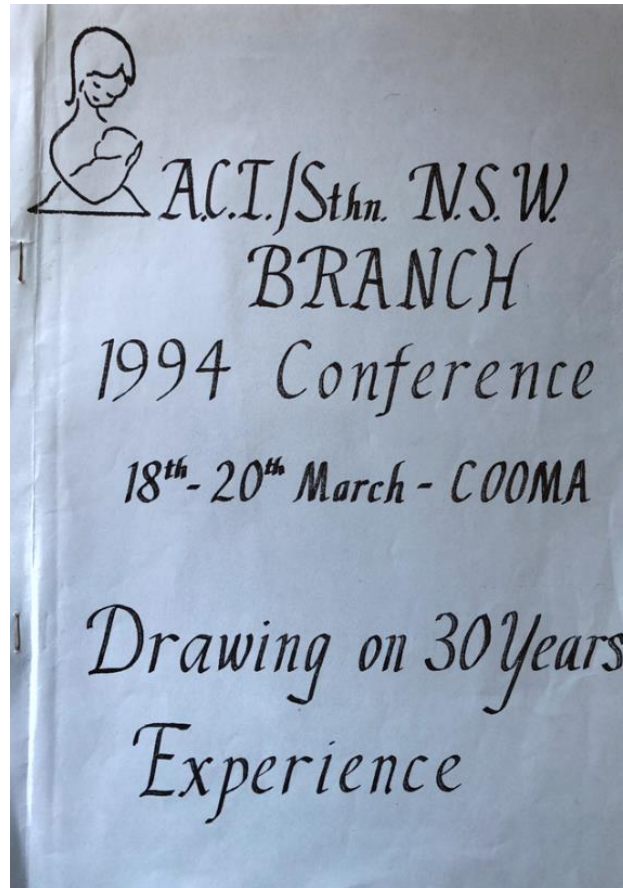 A.C.T./Sthn. N.S.W.
BRANCH
1994 Conference
18th - 20th March - COOMA
Drawing on 30 Years
Experience